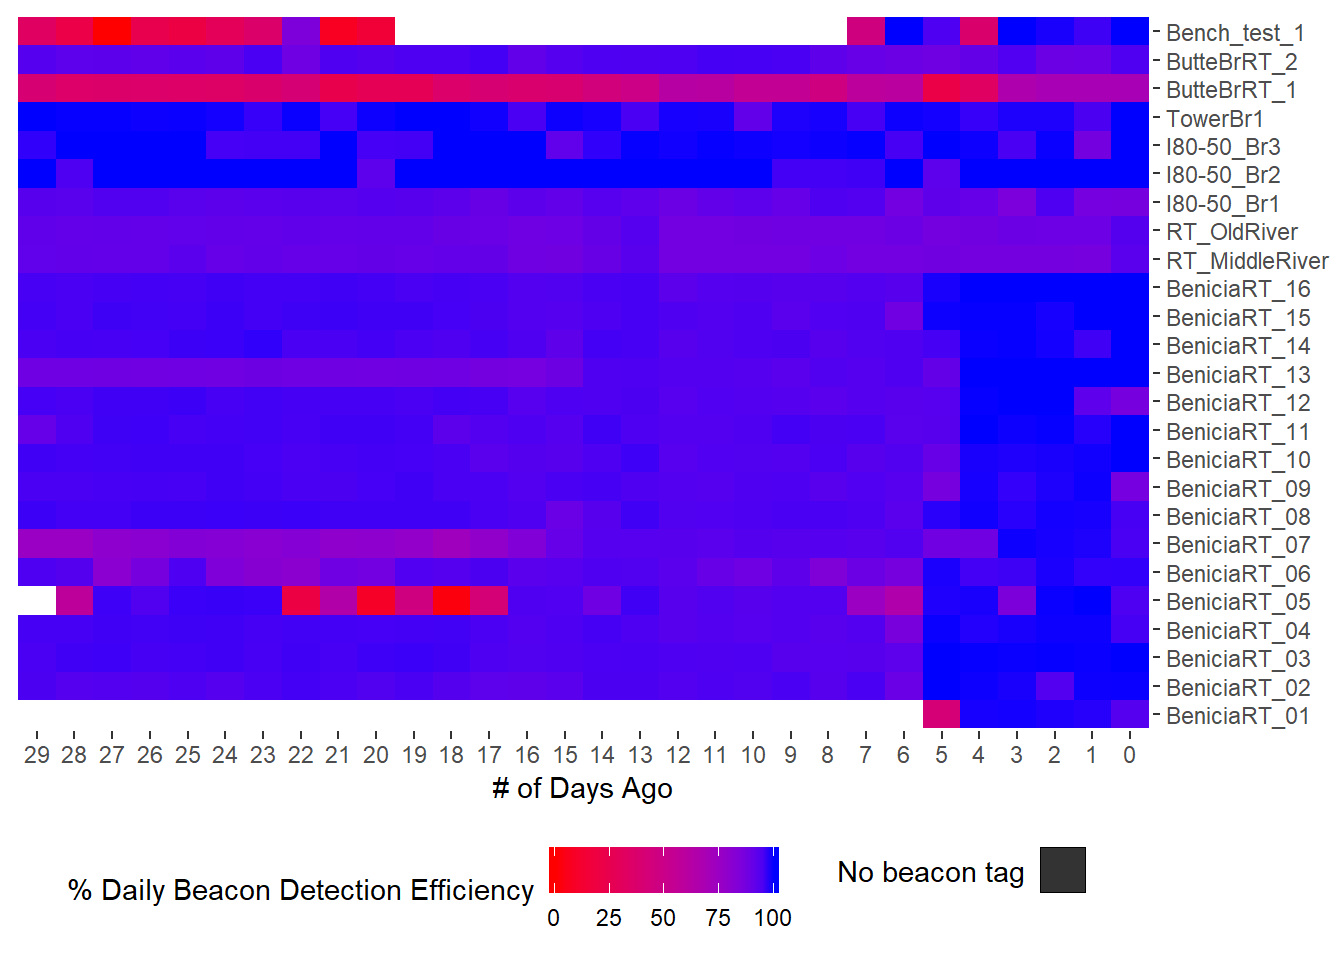 Bench_test_1
ButteBrRT_2
ButteBrRT_1
TowerBr1
I80-50_Br3
I80-50_Br2
I80-50_Br1
RT_OldRiver
RT_MiddleRiver
BeniciaRT_16
BeniciaRT_15
BeniciaRT_14
BeniciaRT_13
BeniciaRT_12
BeniciaRT_11
BeniciaRT_10
BeniciaRT_09
BeniciaRT_08
BeniciaRT_07
BeniciaRT_06
BeniciaRT_05
BeniciaRT_04
BeniciaRT_03
BeniciaRT_02
BeniciaRT_01
29 28 27 26 25 24 23 22 21 20 19 18 17 16 15 14 13 12 11 10 9 8 7 6 5 4 3 2 1 0
# of Days Ago
% Daily Beacon Detection Efficiency
0 25 50 75 100
No beacon tag